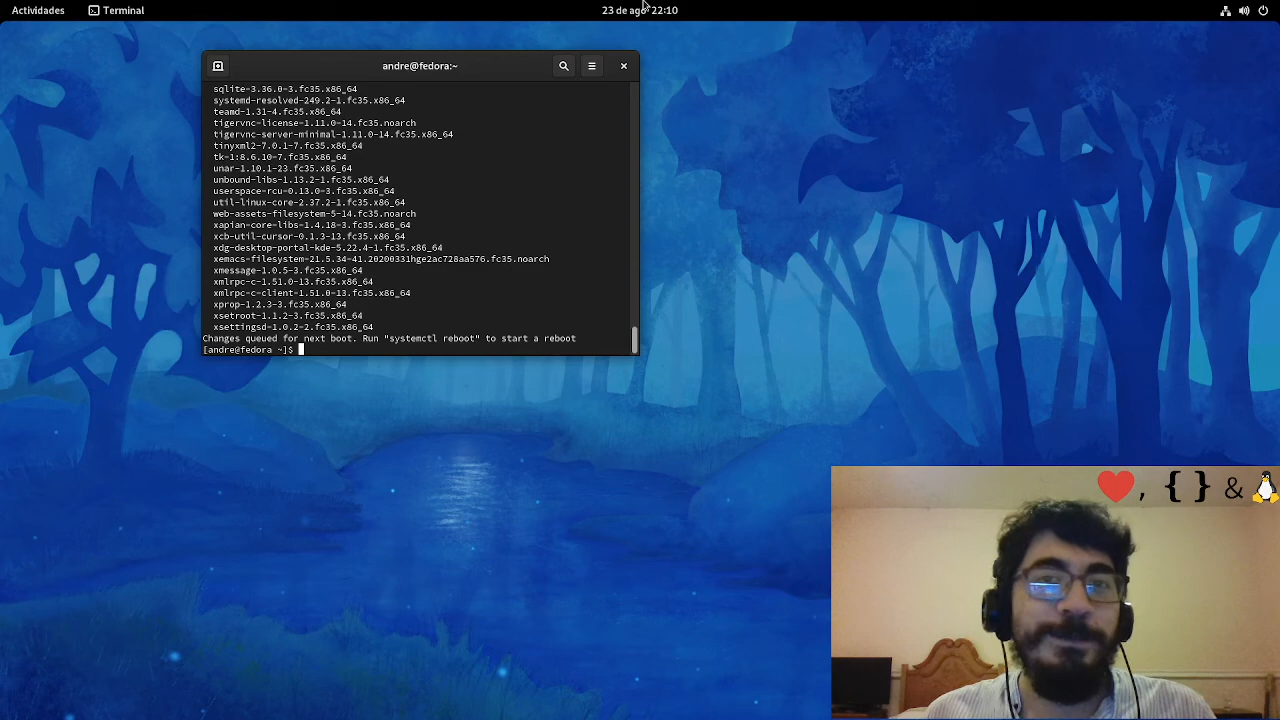 Actividades
Terminal
23 de ago 22:10
andre@fedora:~
sqlite-3.36.0-3.fc35.x86_64
systemd-resolved-249.2-1.fc35.x86_64
teamd-1.31-4.fc35.x86_64
tigervnc-license-1.11.0-14.fc35.noarch
tigervnc-server-minimal-1.11.0-14.fc35.x86_64
tinyxml2-7.0.1-7.fc35.x86_64
tk-1:8.6.10-7.fc35.x86_64
unar-1.10.1-23.fc35.x86_64
unbound-libs-1.13.2-1.fc35.x86_64
userspace-rcu-0.13.0-3.fc35.x86_64
util-linux-core-2.37.2-1.fc35.x86_64
web-assets-filesystem-5-14.fc35.noarch
xapian-core-libs-1.4.18-3.fc35.x86_64
xcb-util-cursor-0.1.3-13.fc35.x86_64
xdg-desktop-portal-kde-5.22.4-1.fc35.x86_64
xemacs-filesystem-21.5.34-41.20200331hge2ac728aa576.fc35.noarch
xmessage-1.0.5-3.fc35.x86_64
xmlrpc-c-1.51.0-13.fc35.x86_64
xmlrpc-c-client-1.51.0-13.fc35.x86_64
xprop-1.2.3-3.fc35.x86_64
xsetroot-1.1.2-3.fc35.x86_64
xsettingsd-1.0.2-2.fc35.x86_64
Changes queued for next boot. Run "systemctl reboot" to start a reboot
[andre@fedora ~]$
, { } &